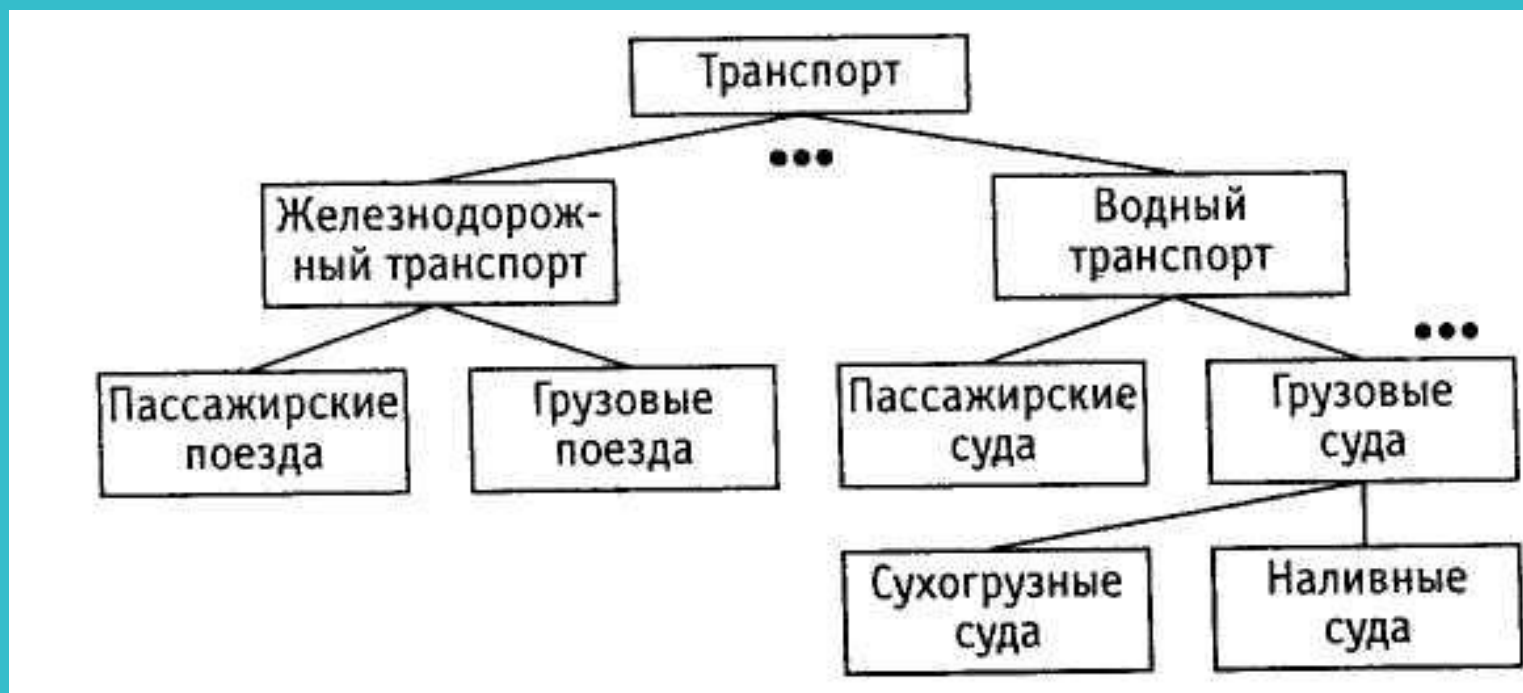 Транспорт
•••
Железнодорож-
ный транспорт
Водный
транспорт
•••
Пассажирские
поезда
Грузовые
поезда
Пассажирские
суда
Грузовые
суда
Сухогрузные
суда
Наливные
суда